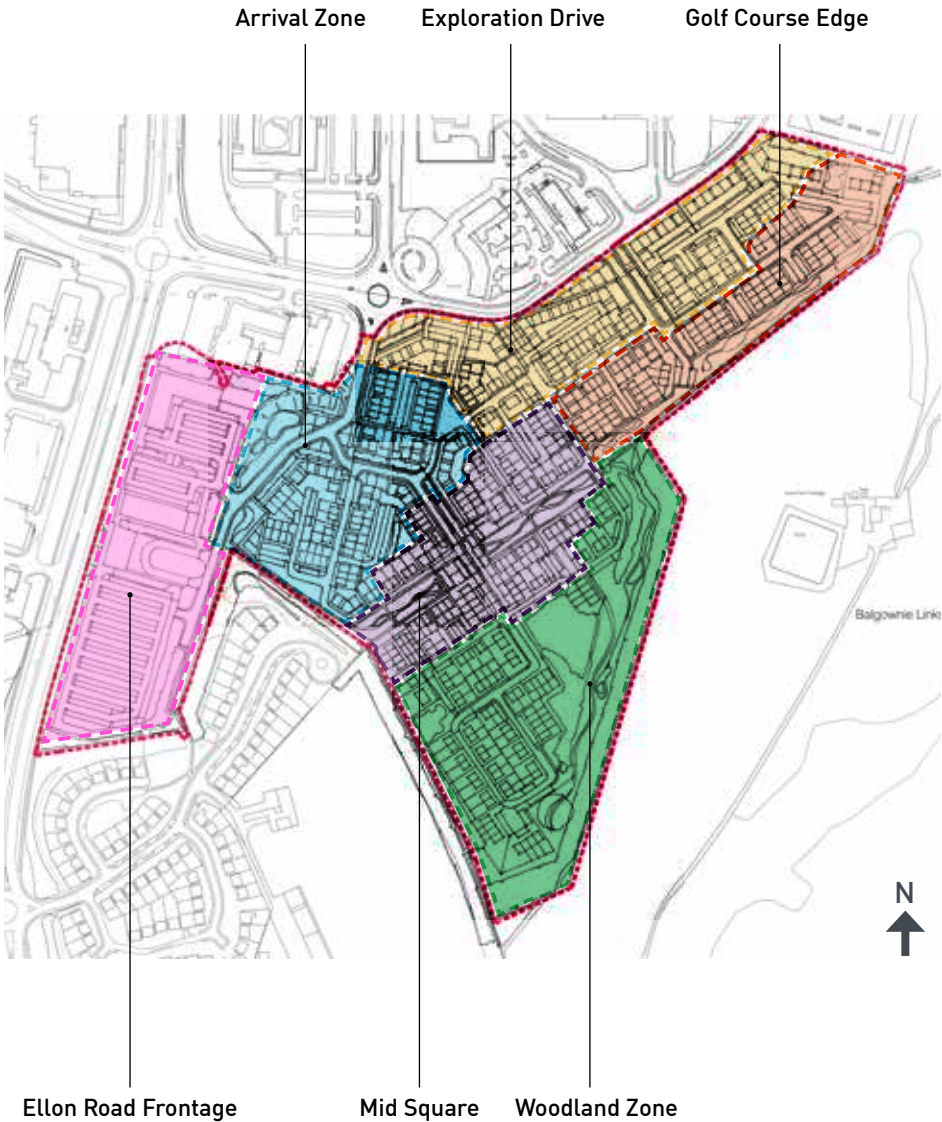 Arrival Zone
Exploration Drive
Golf Course Edge
Balgownie Links
N
Ellon Road Frontage
Mid Square
Woodland Zone